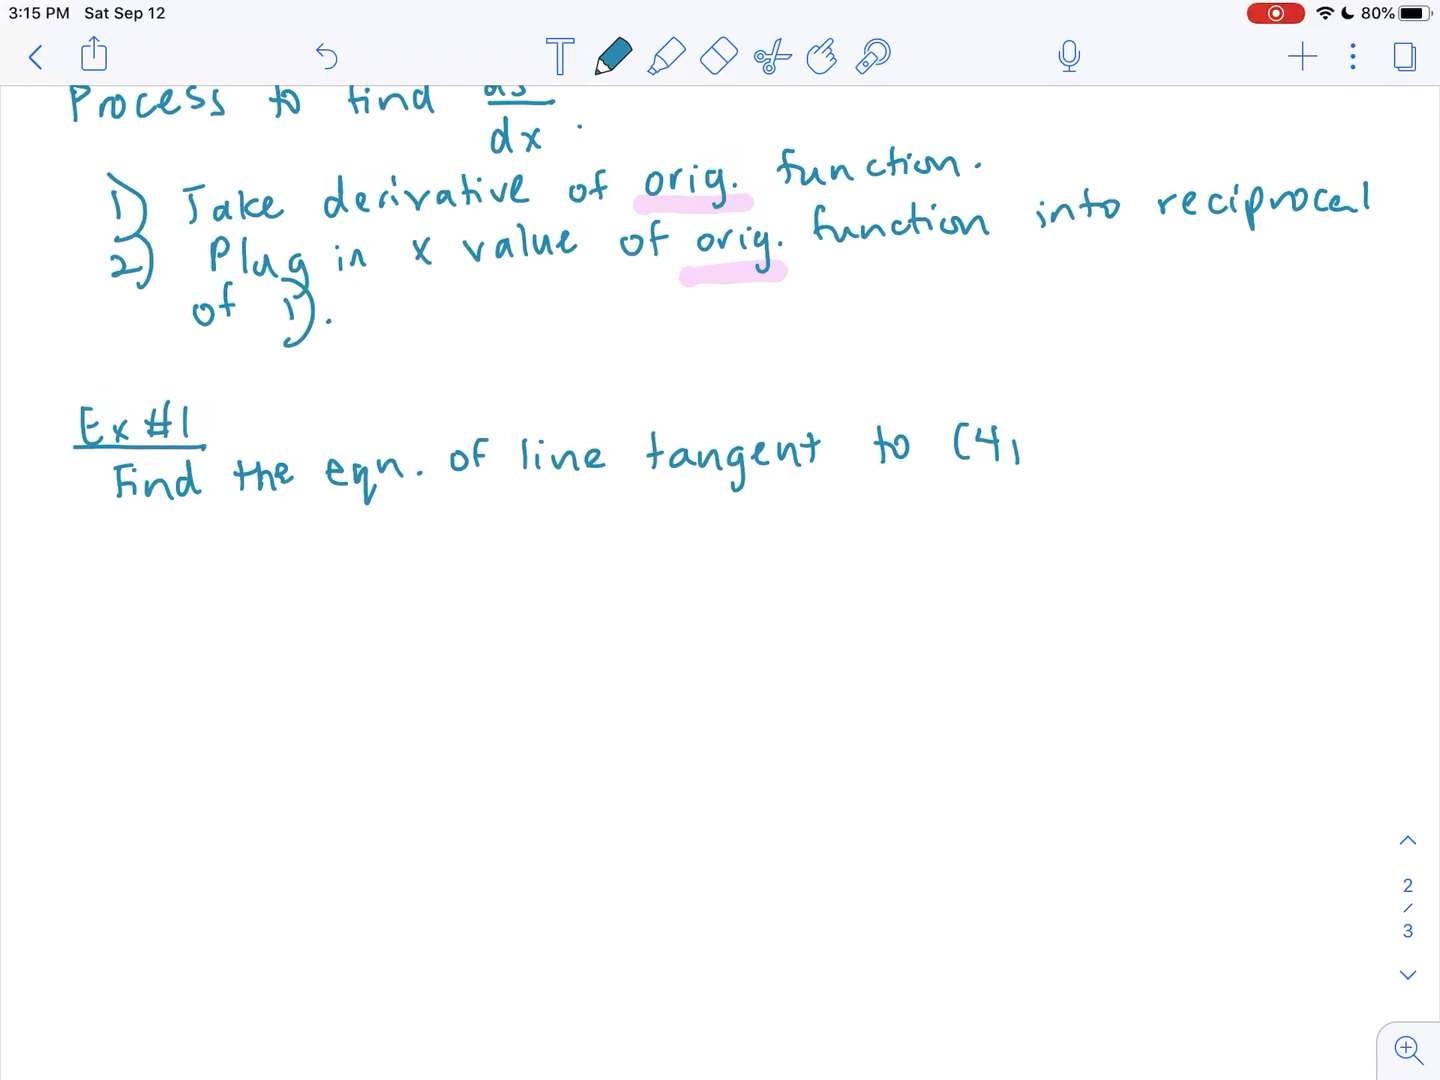 3:15 PM Sat Sep 12
80%
Process to find
dx .
1) Take derivative of orig. function.
2) Plug in x value of orig. function into reciprocal
of 1).
Ex #1
Find the eqn. of line tangent to (4,
2
/
3